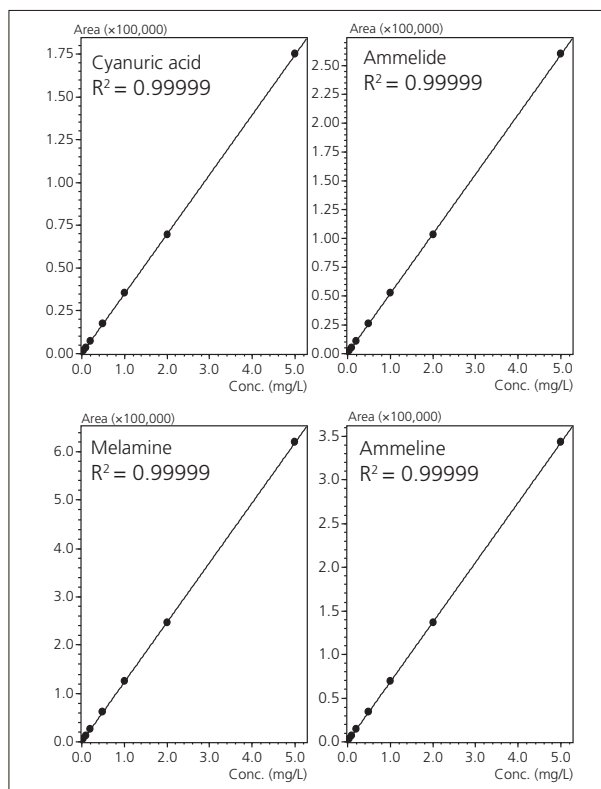 Area (×100,000)
Cyanuric acid
R² = 0.99999
1.75
1.50
1.25
1.00
0.75
0.50
0.25
0.00
0.0 1.0 2.0 3.0 4.0 5.0
Conc. (mg/L)
Area (×100,000)
Ammelide
R² = 0.99999
2.50
2.25
2.00
1.75
1.50
1.25
1.00
0.75
0.50
0.25
0.00
0.0 1.0 2.0 3.0 4.0 5.0
Conc. (mg/L)
Area (×100,000)
Melamine
R² = 0.99999
6.0
5.0
4.0
3.0
2.0
1.0
0.0
0.0 1.0 2.0 3.0 4.0 5.0
Conc. (mg/L)
Area (×100,000)
Ammeline
R² = 0.99999
3.5
3.0
2.5
2.0
1.5
1.0
0.5
0.0
0.0 1.0 2.0 3.0 4.0 5.0
Conc. (mg/L)